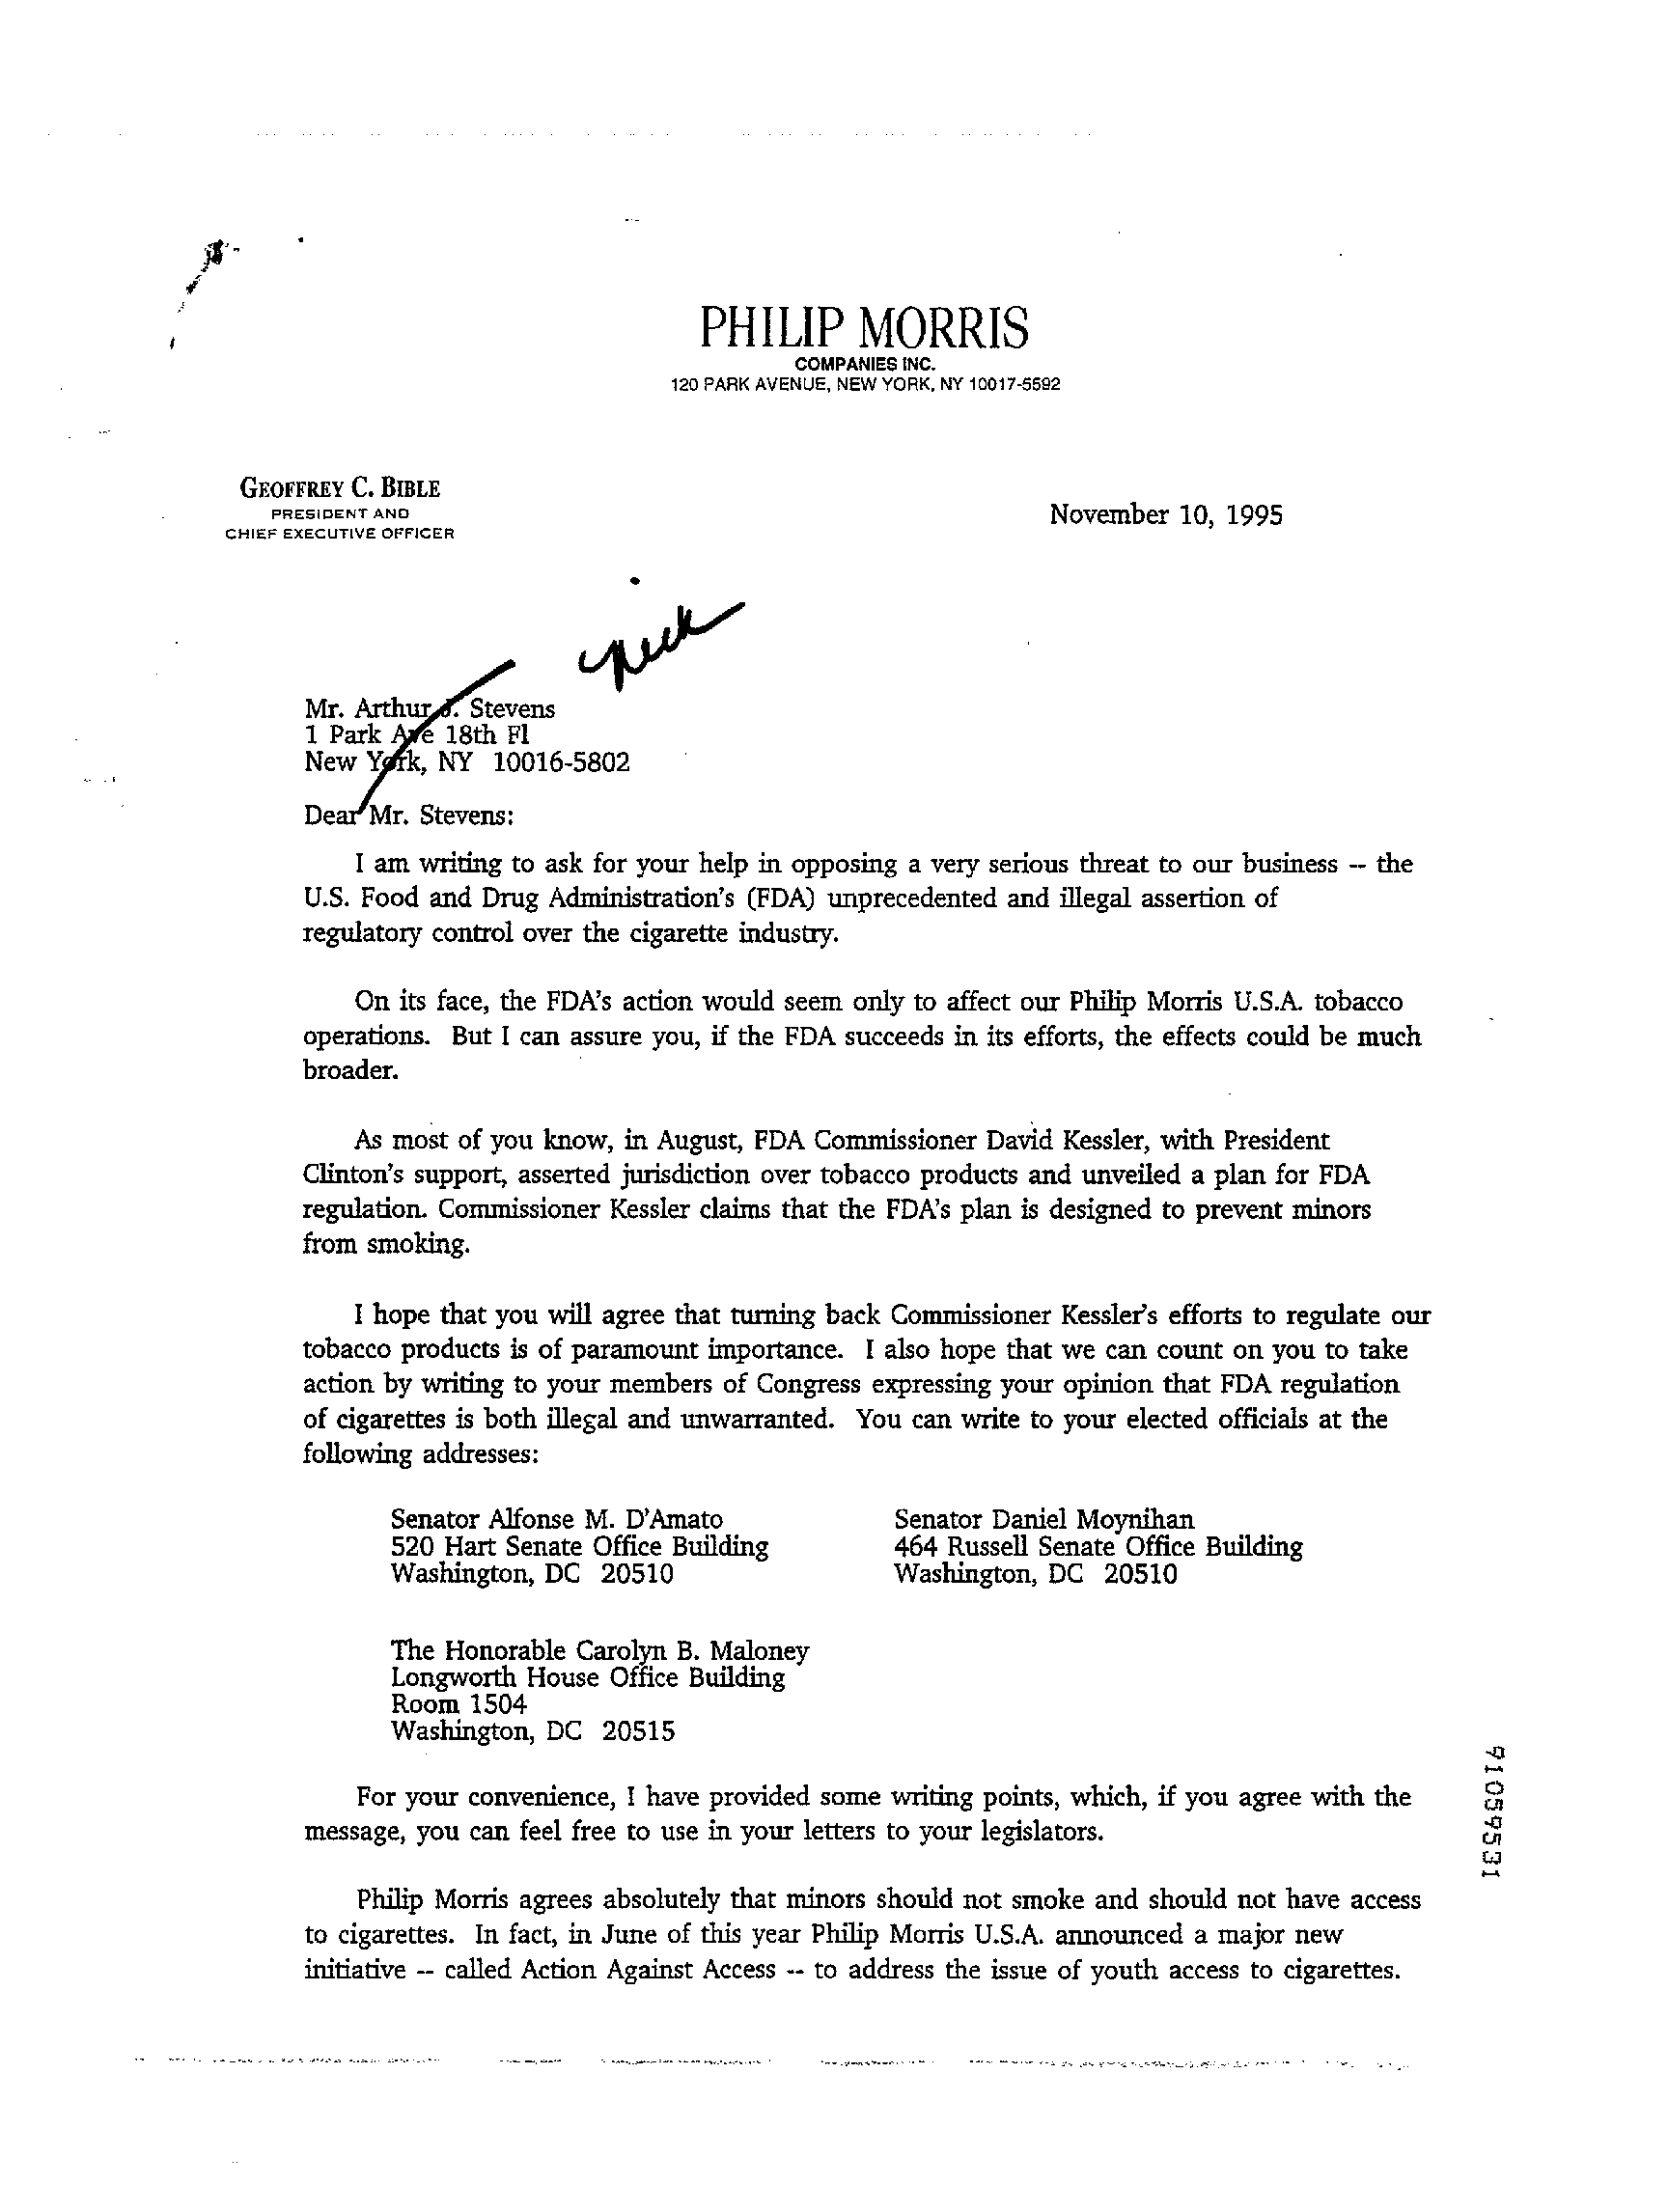 PHILIP MORRIS
COMPANIES INC.
120 PARK AVENUE, NEW YORK, NY 10017-5592
GEOFFREY C. BIBLE
PRESIDENT AND
CHIEF EXECUTIVE OFFICER
November 10, 1995
Mr. Arthur J. Stevens
1 Park Ave 18th Fl
New York, NY 10016-5802
Dear Mr. Stevens:
I am writing to ask for your help in opposing a very serious threat to our business -- the
U.S. Food and Drug Administration's (FDA) unprecedented and illegal assertion of
regulatory control over the cigarette industry.
On its face, the FDA's action would seem only to affect our Philip Morris U.S.A. tobacco
operations. But I can assure you, if the FDA succeeds in its efforts, the effects could be much
broader.
As most of you know, in August, FDA Commissioner David Kessler, with President
Clinton's support, asserted jurisdiction over tobacco products and unveiled a plan for FDA
regulation. Commissioner Kessler claims that the FDA's plan is designed to prevent minors
from smoking.
I hope that you will agree that turning back Commissioner Kessler's efforts to regulate our
tobacco products is of paramount importance. I also hope that we can count on you to take
action by writing to your members of Congress expressing your opinion that FDA regulation
of cigarettes is both illegal and unwarranted. You can write to your elected officials at the
following addresses:
Senator Alfonse M. D'Amato
520 Hart Senate Office Building
Washington, DC 20510
Senator Daniel Moynihan
464 Russell Senate Office Building
Washington, DC 20510
The Honorable Carolyn B. Maloney
Longworth House Office Building
Room 1504
Washington, DC 20515
For your convenience, I have provided some writing points, which, if you agree with the
message, you can feel free to use in your letters to your legislators.
Philip Morris agrees absolutely that minors should not smoke and should not have access
to cigarettes. In fact, in June of this year Philip Morris U.S.A. announced a major new
initiative -- called Action Against Access -- to address the issue of youth access to cigarettes.
91059531